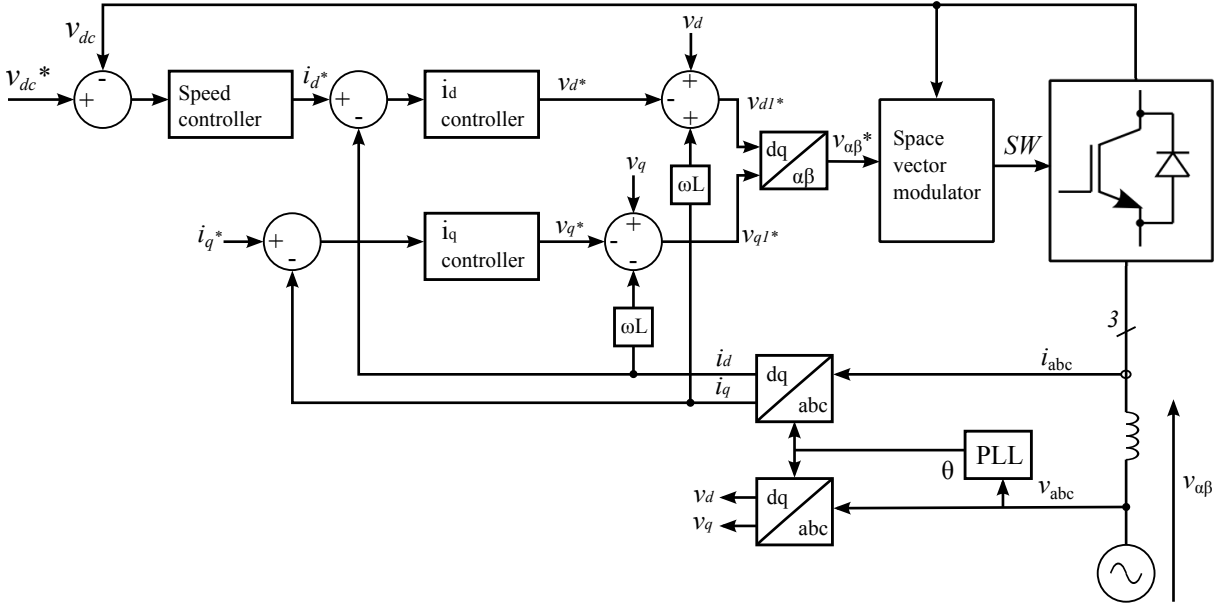 v_d
v_dc
v_dc*
-
+
Speed
controller
i_d*
+
-
i_d
controller
v_d*
-
+
+
v_d1*
dq
αβ
v_αβ*
Space
vector
modulator
SW
ωL
v_q
i_q*
+
-
i_q
controller
v_q*
-
+
-
v_q1*
ωL
3
i_d
i_q
dq
abc
i_abc
PLL
θ
v_abc
v_αβ
v_d
v_q
dq
abc